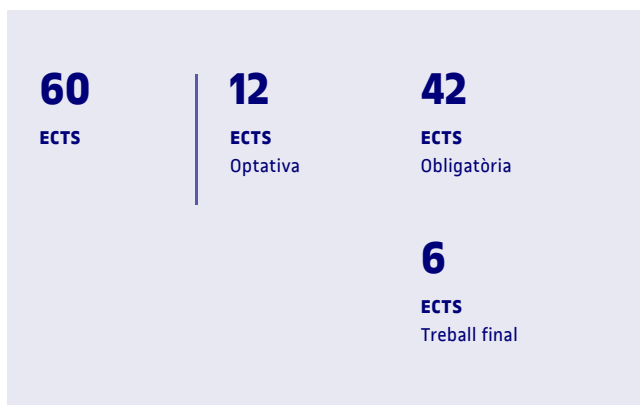 60
ECTS
12
ECTS
Optativa
42
ECTS
Obligatòria
6
ECTS
Treball final